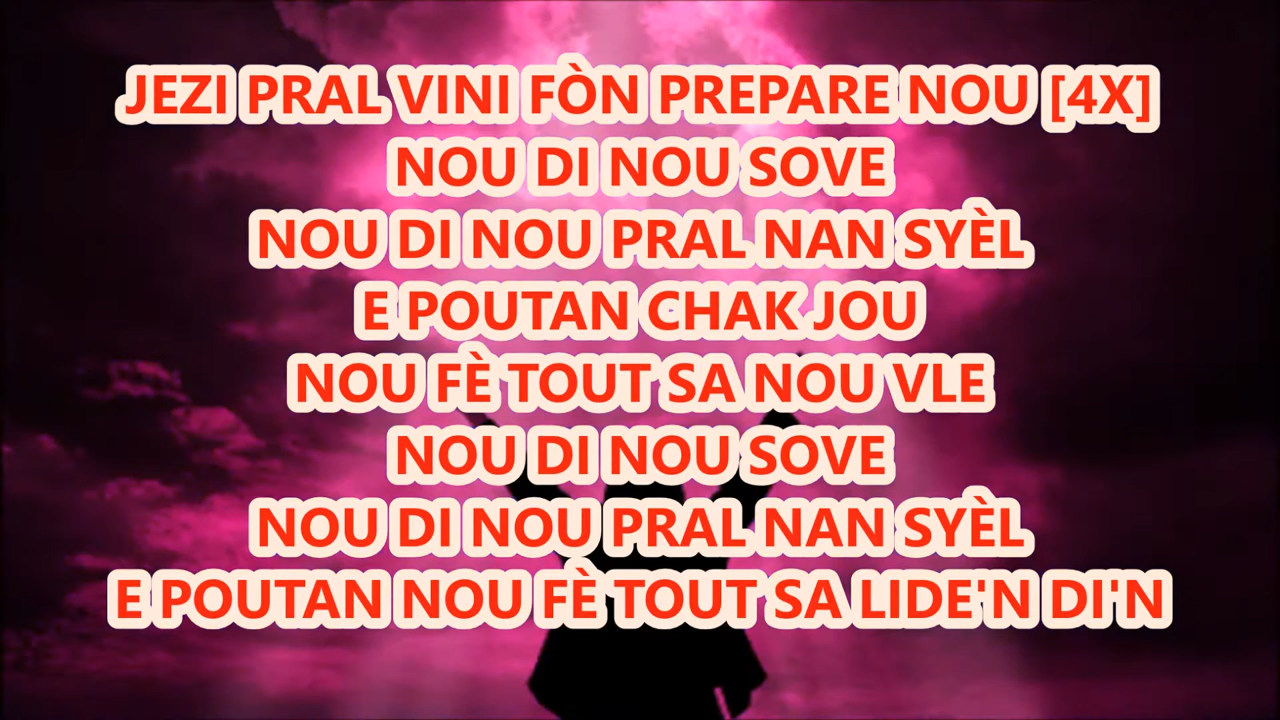 JEZI PRAL VINI FÒN PREPARE NOU [4X]
NOU DI NOU SOVE
NOU DI NOU PRAL NAN SYÈL
E POUTAN CHAK JOU
NOU FÈ TOUT SA NOU VLE
NOU DI NOU SOVE
NOU DI NOU PRAL NAN SYÈL
E POUTAN NOU FÈ TOUT SA LIDE'N DI'N